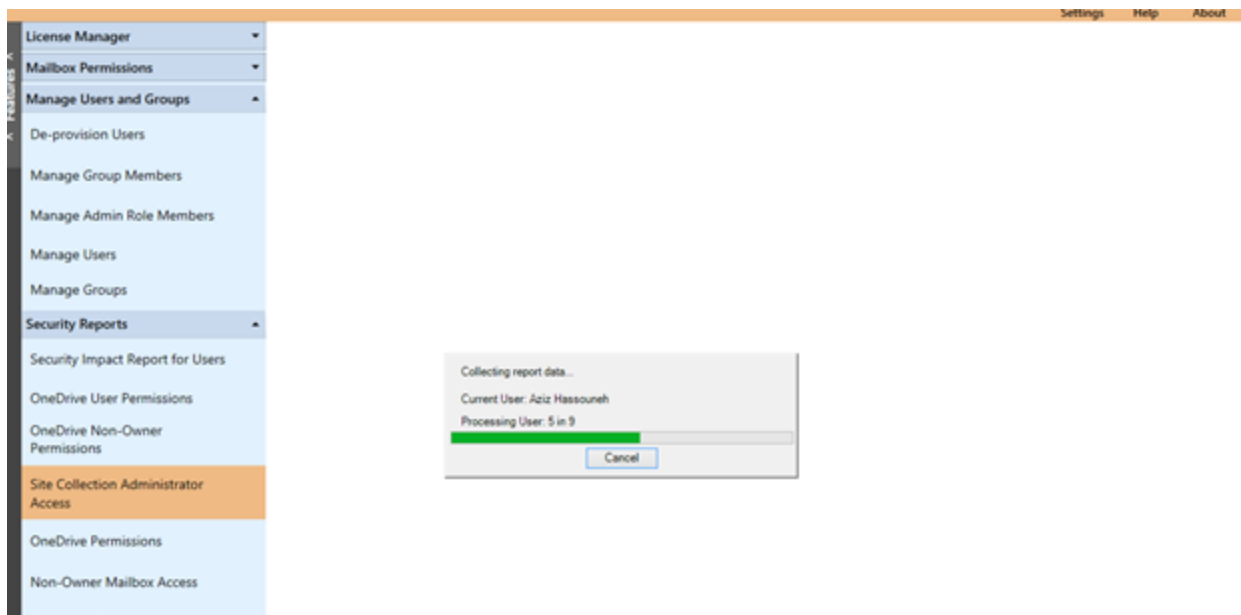 Settings Help About
< Features <
License Manager
Mailbox Permissions
Manage Users and Groups
De-provision Users
Manage Group Members
Manage Admin Role Members
Manage Users
Manage Groups
Security Reports
Security Impact Report for Users
OneDrive User Permissions
OneDrive Non-Owner
Permissions
Site Collection Administrator
Access
OneDrive Permissions
Non-Owner Mailbox Access
Collecting report data...
Current User: Aziz Hassouneh
Processing User: 5 in 9
Cancel